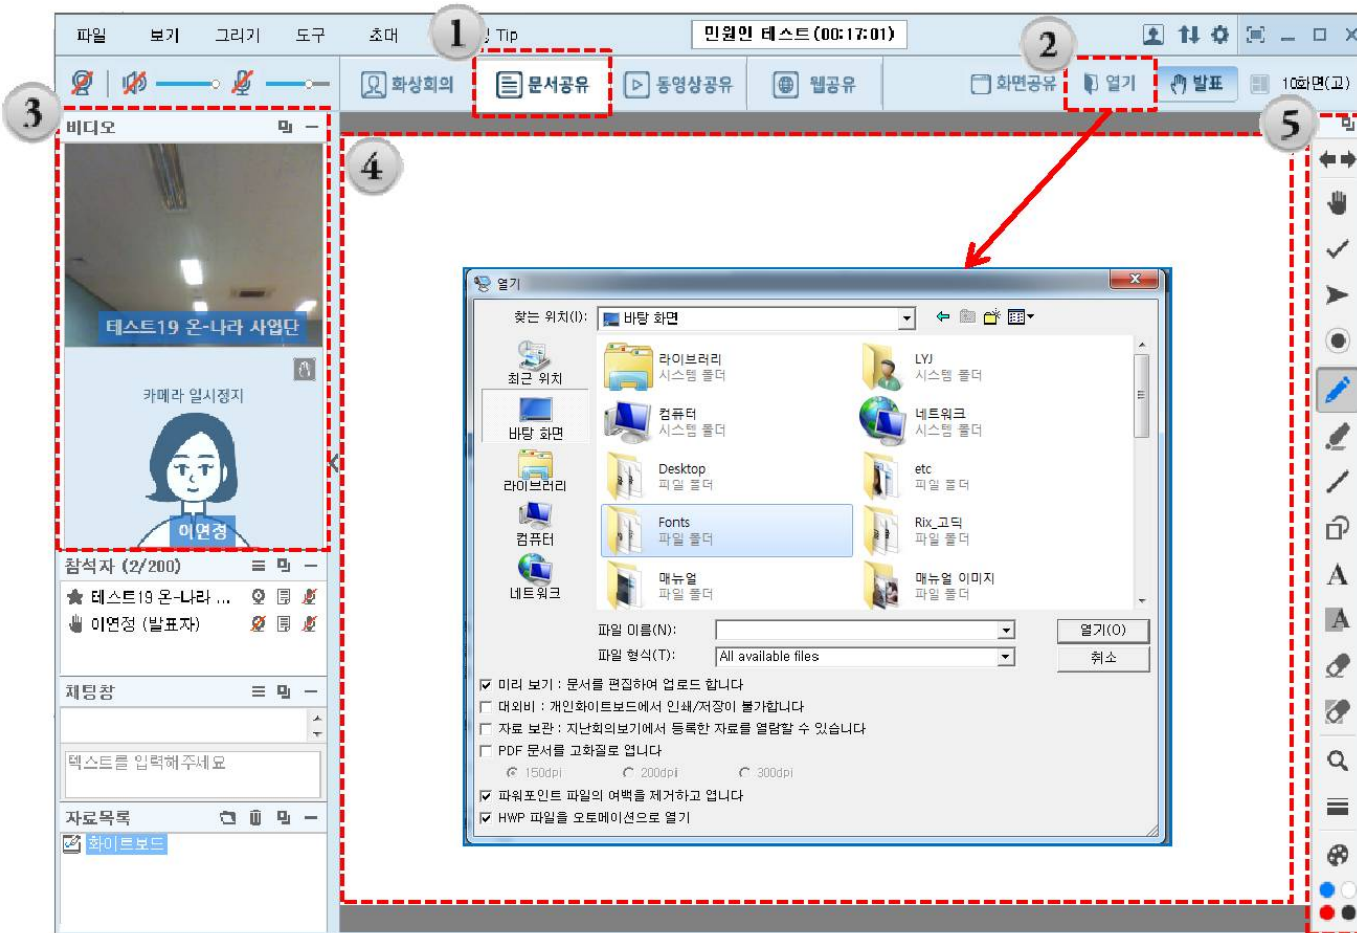 파일 보기 그리기 도구 초대 Tip 민원인 테스트(00:17:01)
1
2
화상회의 문서공유 동영상공유 웹공유 화면공유 열기 발표 10화면(고)
3
비디오
4
5
테스트19 온-나라 사업단
카메라 일시정지
이연정
참석자 (2/200)
테스트19 온-나라 ...
이연정 (발표자)
채팅창
텍스트를 입력해주세요
자료목록
화이트보드
열기
찾는 위치(I): 바탕 화면
최근 위치
바탕 화면
라이브러리
컴퓨터
네트워크
라이브러리
시스템 폴더
LYJ
시스템 폴더
컴퓨터
시스템 폴더
네트워크
시스템 폴더
Desktop
파일 폴더
etc
파일 폴더
Fonts
파일 폴더
Rix_고딕
파일 폴더
매뉴얼
파일 폴더
매뉴얼 이미지
파일 폴더
파일 이름(N): 열기(O)
파일 형식(T): All available files 취소
미리 보기 : 문서를 편집하여 업로드 합니다
대외비 : 개인화이트보드에서 인쇄/저장이 불가합니다
자료 보관 : 지난회의보기에서 등록한 자료를 열람할 수 있습니다
PDF 문서를 고화질로 엽니다
150dpi 200dpi 300dpi
파워포인트 파일의 여백을 제거하고 엽니다
HWP 파일을 오토메이션으로 열기
A
A